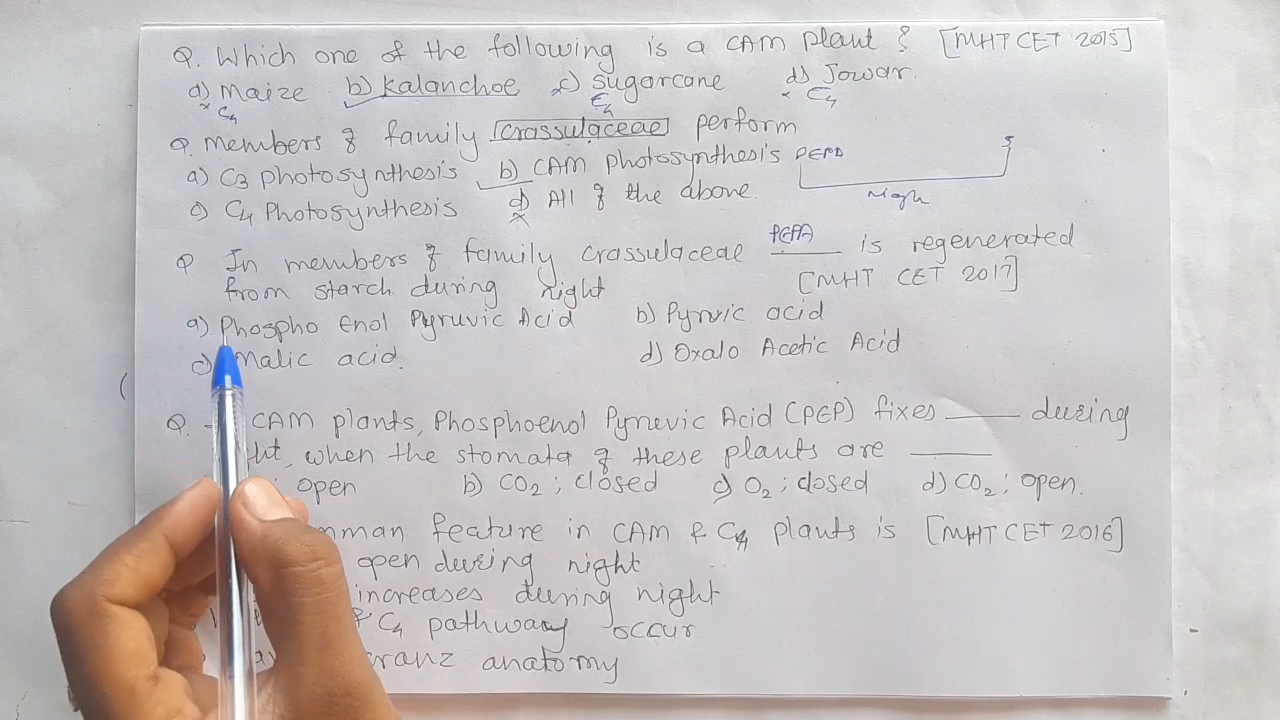 Q. Which one of the following is a CAM plant ? [MHT CET 2015]
a) Maize b) kalanchoe c) sugarcane d) Jowar.
x C4 C4 x C4
Q. members of family crassulaceae perform
a) C3 photosynthesis b) CAM photosynthesis
night
c) C4 Photosynthesis d) All of the above.
PEPA
Q In members of family crassulaceae is regenerated
from starch during night [MHT CET 2017]
a) Phospho Enol Pyruvic Acid b) Pyruvic acid
c) Malic acid. d) Oxalo Acetic Acid
Q. CAM plants, Phosphoenol Pyruvic Acid (PEP) fixes ____ during
ht, when the stomata of these plants are ____
; open b) CO2 ; closed c) O2 ; closed d) CO2 ; open.
mman feature in CAM & C4 plants is [MHT CET 2016]
open during night
increases during night
& C4 pathway occur
ranz anatomy